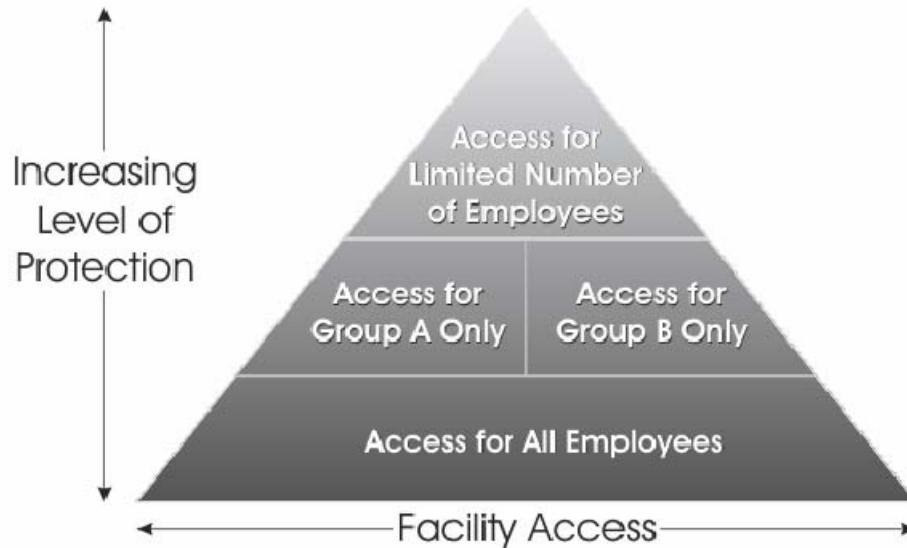 Increasing
Level of
Protection
Access for
Limited Number
of Employees
Access for
Group A Only
Access for
Group B Only
Access for All Employees
Facility Access